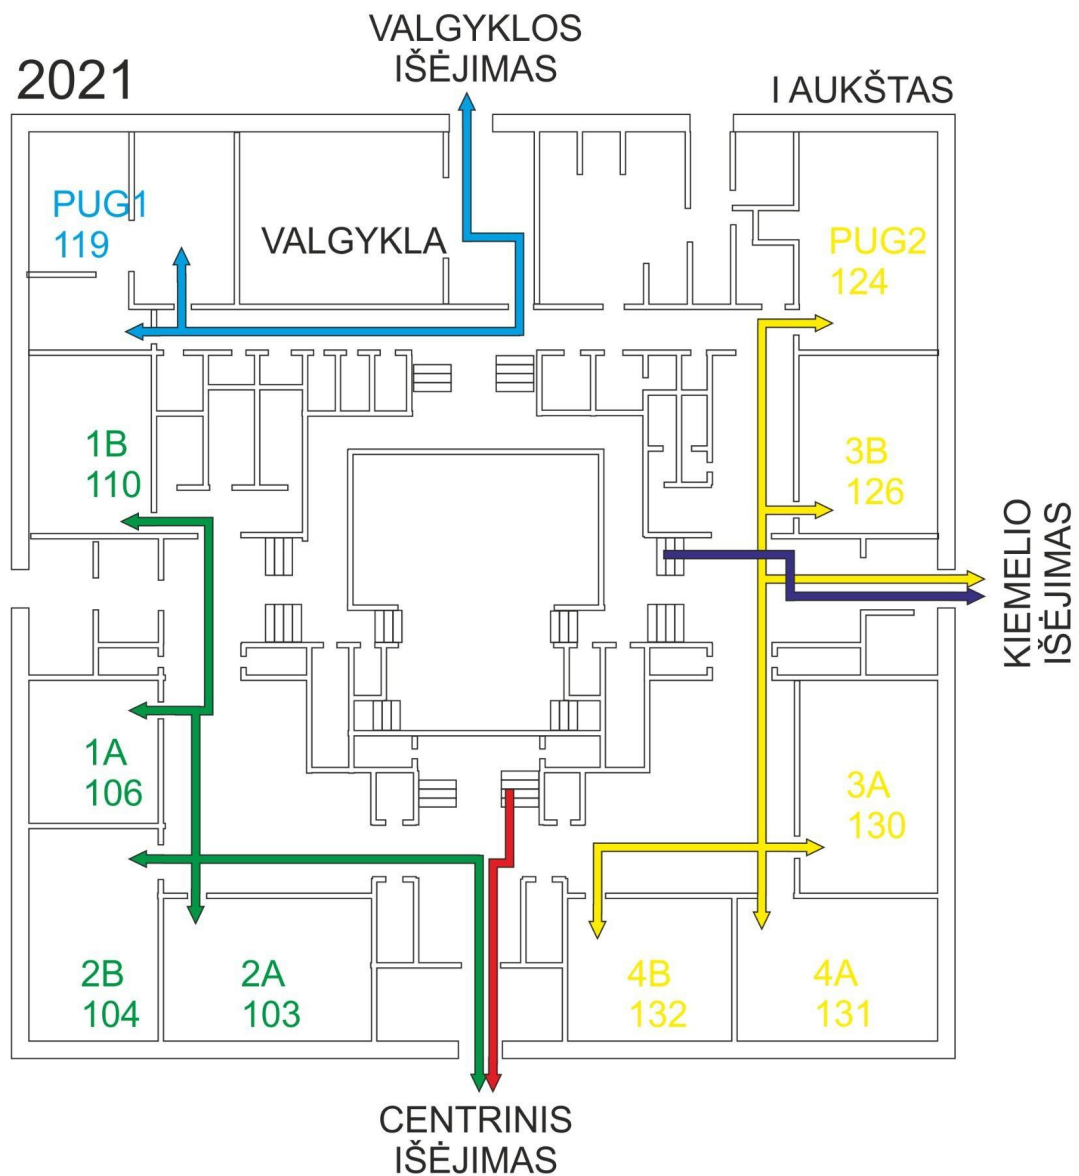 VALGYKLOS
IŠĖJIMAS
2021
I AUKŠTAS
PUG1
119
VALGYKLA
PUG2
124
1B
110
3B
126
KIEMELIO
IŠĖJIMAS
1A
106
3A
130
2B
104
2A
103
4B
132
4A
131
CENTRINIS
IŠĖJIMAS